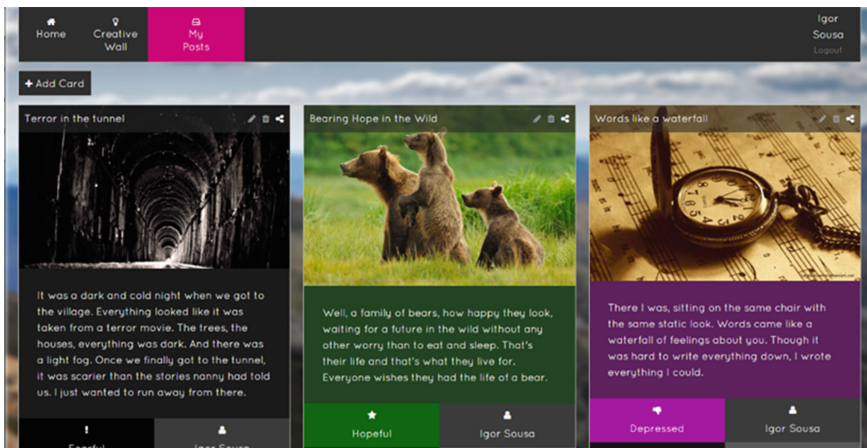 Home
Creative
Wall
My
Posts
Igor
Sousa
Logout
+ Add Card
Terror in the tunnel
It was a dark and cold night when we got to
the village. Everything looked like it was
taken from a terror movie. The trees, the
houses, everything was dark. And there was
a light fog. Once we finally got to the tunnel,
it was scarier than the stories nanny had told
us. I just wanted to run away from there.
Fearful
Igor Sousa
Bearing Hope in the Wild
Well, a family of bears, how happy they look,
waiting for a future in the wild without any
other worry than to eat and sleep. That's
their life and that's what they live for.
Everyone wishes they had the life of a bear.
Hopeful
Igor Sousa
Words like a waterfall
There I was, sitting on the same chair with
the same static look. Words came like a
waterfall of feelings about you. Though it
was hard to write everything down, I wrote
everything I could.
Depressed
Igor Sousa